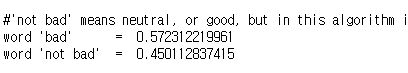 #'not bad' means neutral, or good, but in this algorithm i
word 'bad' = 0.572312219961
word 'not bad' = 0.450112837415